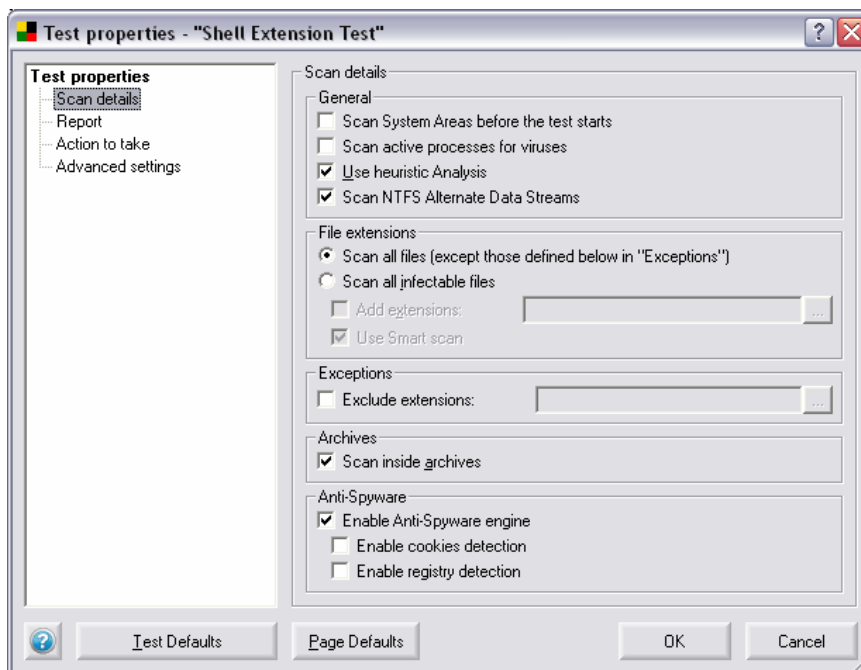 Test properties - "Shell Extension Test"
Test properties
Scan details
Report
Action to take
Advanced settings
Scan details
General
Scan System Areas before the test starts
Scan active processes for viruses
Use heuristic Analysis
Scan NTFS Alternate Data Streams
File extensions
Scan all files (except those defined below in "Exceptions")
Scan all infectable files
Add extensions:
...
Use Smart scan
Exceptions
Exclude extensions:
...
Archives
Scan inside archives
Anti-Spyware
Enable Anti-Spyware engine
Enable cookies detection
Enable registry detection
Test Defaults
Page Defaults
OK
Cancel